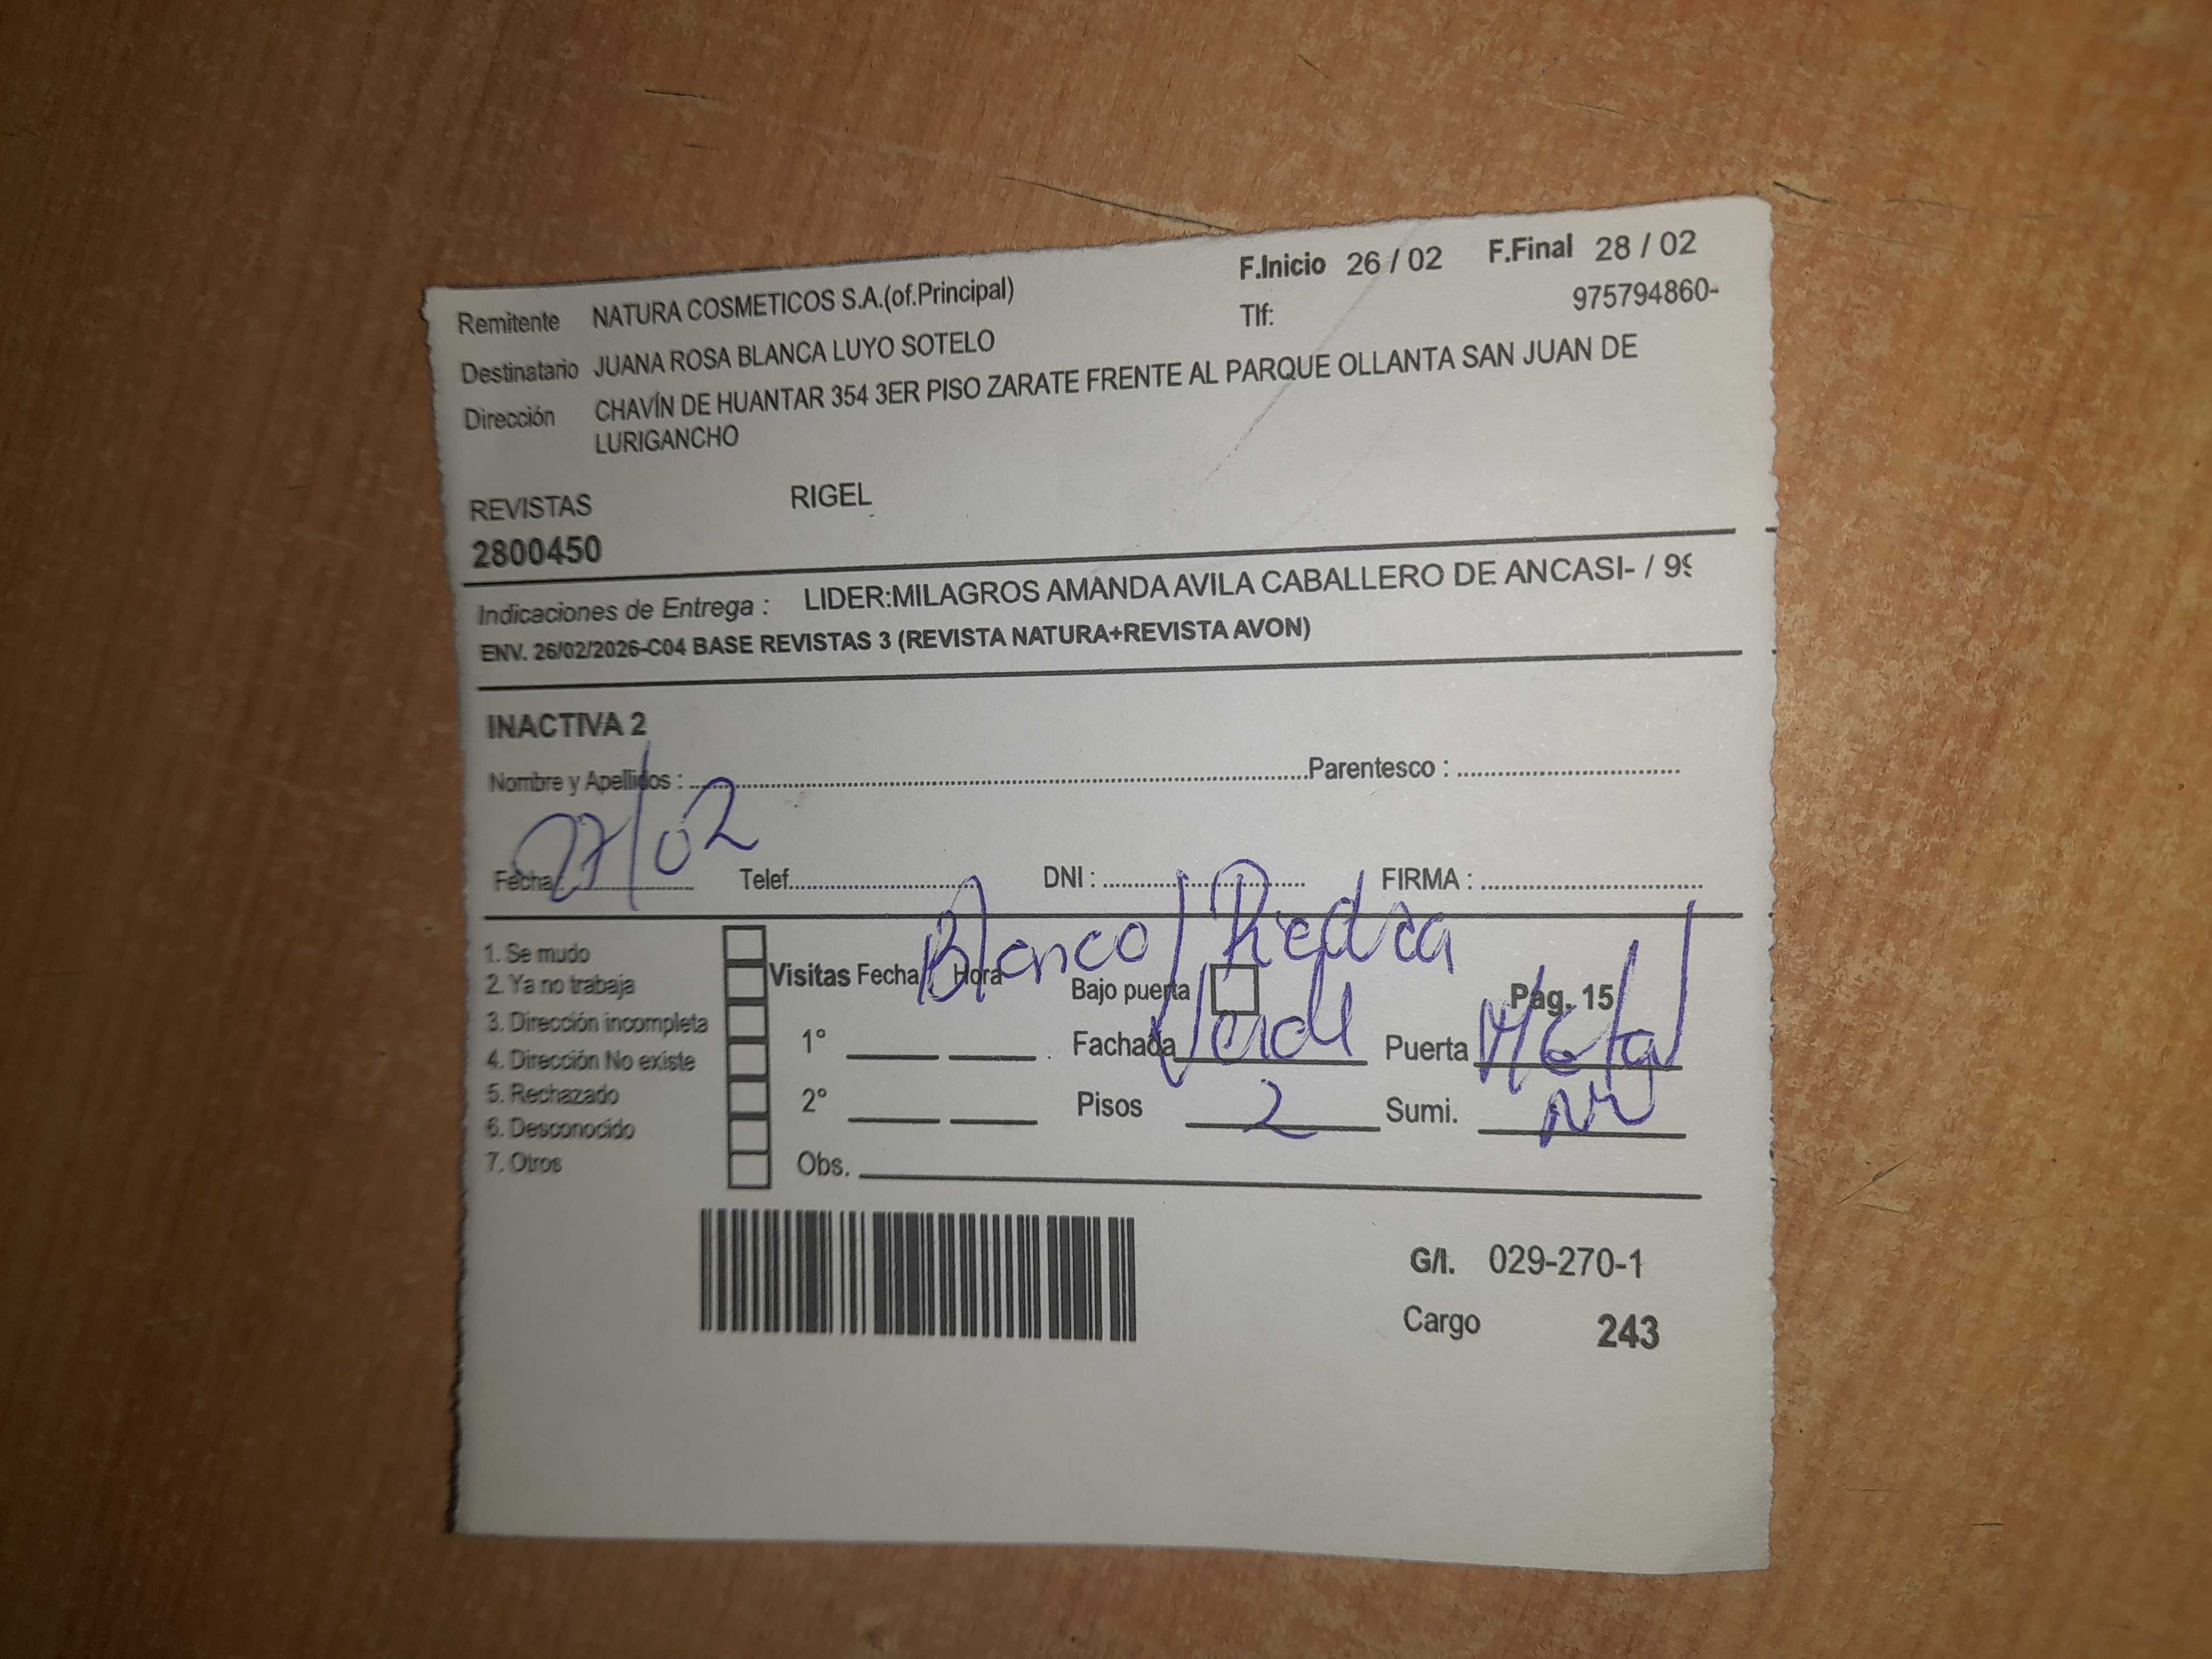 F.Inicio 26 / 02 F.Final 28 / 02
Remitente NATURA COSMETICOS S.A.(of.Principal) Tlf: 975794860-
Destinatario JUANA ROSA BLANCA LUYO SOTELO
Dirección CHAVÍN DE HUANTAR 354 3ER PISO ZARATE FRENTE AL PARQUE OLLANTA SAN JUAN DE
LURIGANCHO
REVISTAS RIGEL
2800450
Indicaciones de Entrega : LIDER:MILAGROS AMANDA AVILA CABALLERO DE ANCASI- / 99
ENV. 26/02/2026-C04 BASE REVISTAS 3 (REVISTA NATURA+REVISTA AVON)
INACTIVA 2
Nombre y Apellidos : Parentesco :
Fecha 27/02 Telef. DNI : FIRMA :
Blanco/Piedra
1. Se mudo
2. Ya no trabaja Visitas Fecha Hora Bajo puerta Pag. 15
3. Dirección incompleta
4. Dirección No existe 1° Fachada Verde Puerta Metal
5. Rechazado 2° Pisos 2 Sumi.
6. Desconocido
7. Otros Obs.
G/I. 029-270-1
Cargo 243